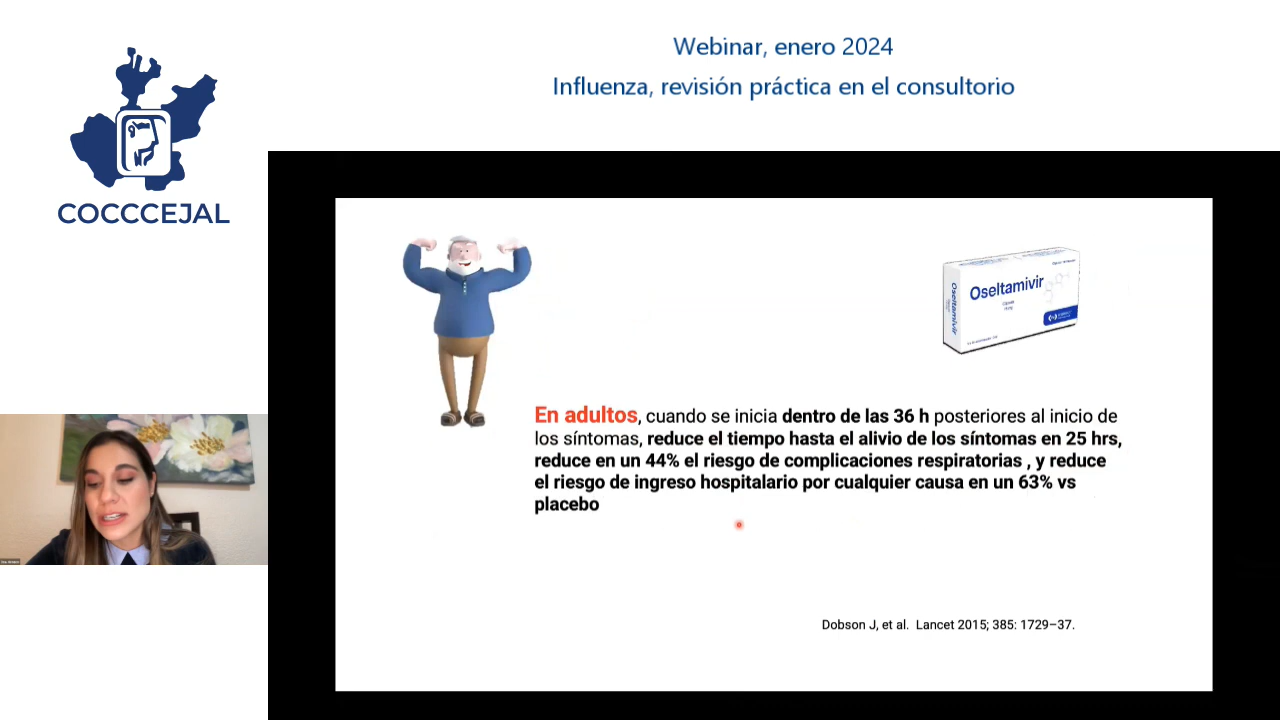 Webinar, enero 2024
Influenza, revisión práctica en el consultorio
COCCCEJAL
Oseltamivir
Oseltamivir
En adultos, cuando se inicia dentro de las 36 h posteriores al inicio de
los síntomas, reduce el tiempo hasta el alivio de los síntomas en 25 hrs,
reduce en un 44% el riesgo de complicaciones respiratorias , y reduce
el riesgo de ingreso hospitalario por cualquier causa en un 63% vs
placebo
Dobson J, et al. Lancet 2015; 385: 1729–37.